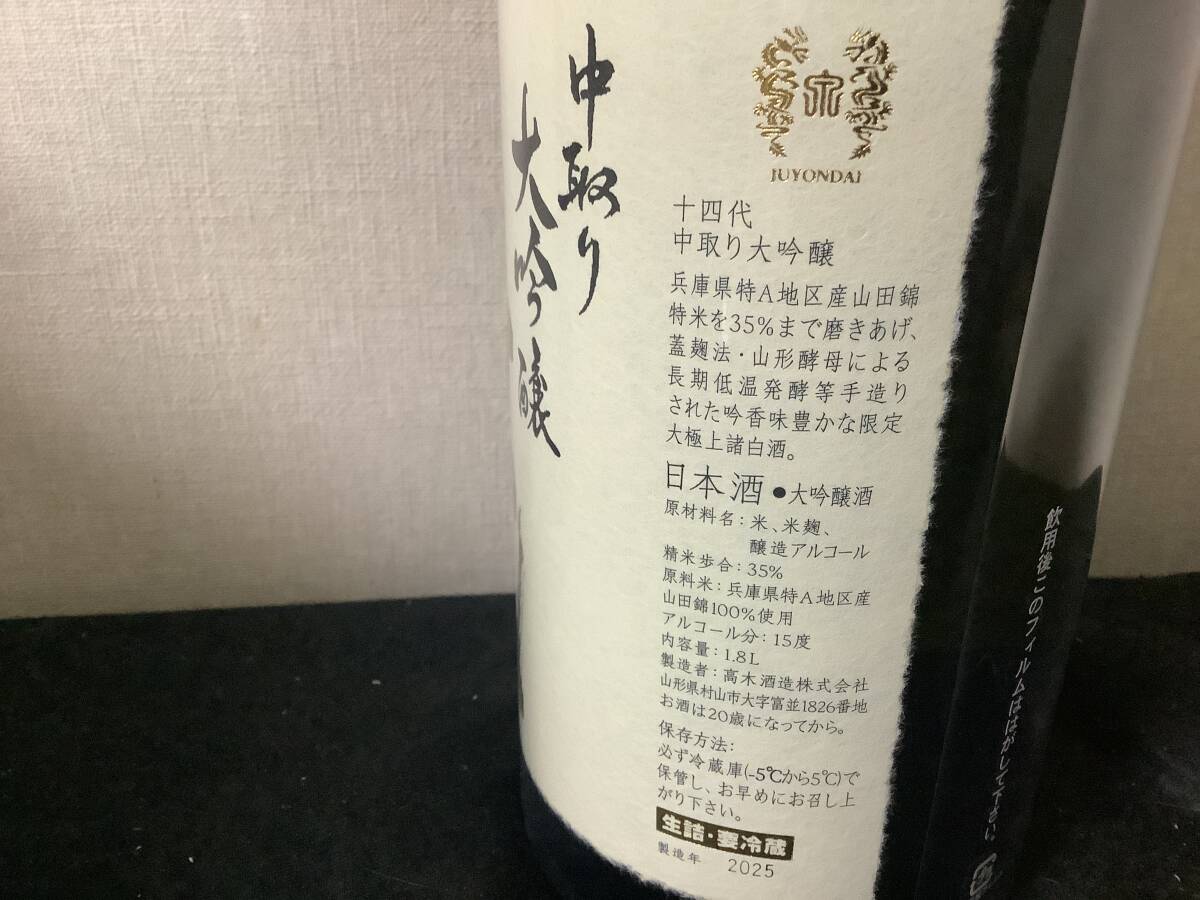 中取り
大吟醸
JUYONDAI
十四代
中取り大吟醸
兵庫県特A地区産山田錦
特米を35%まで磨きあげ、
蓋麹法・山形酵母による
長期低温発酵等手造り
された吟香味豊かな限定
大極上諸白酒。
日本酒●大吟醸酒
原材料名：米、米麹、
醸造アルコール
精米歩合：35%
原料米：兵庫県特A地区産
山田錦100%使用
アルコール分：15度
内容量：1.8L
製造者：高木酒造株式会社
山形県村山市大字富並1826番地
お酒は20歳になってから。
保存方法：
必ず冷蔵庫(-5℃から5℃)で
保管し、お早めにお召し上
がり下さい。
生詰・要冷蔵
製造年 2025
飲用後このフィルムははがして下さい